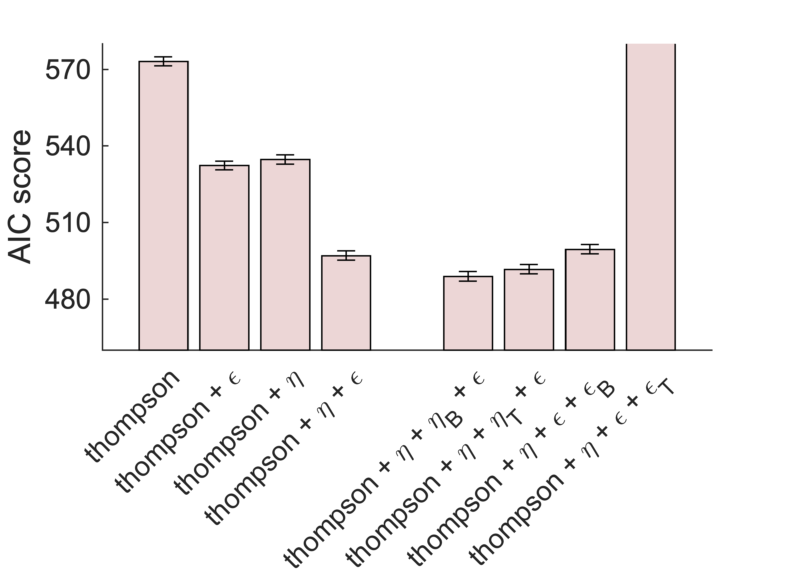 AIC score
570
540
510
480
thompson
thompson + ϵ
thompson + η
thompson + η + ϵ
thompson + η + η_B + ϵ
thompson + η + η_T + ϵ
thompson + η + ϵ + ϵ_B
thompson + η + ϵ + ϵ_T